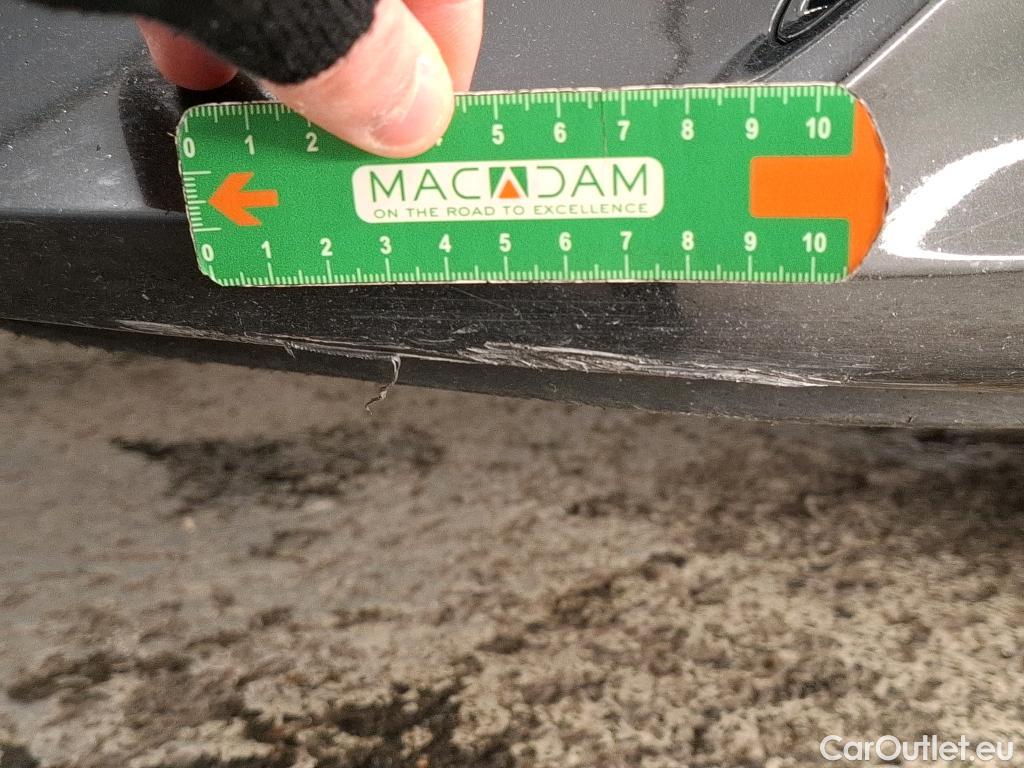 0 1 2 4 5 6 7 8 9 10
MACADAM
ON THE ROAD TO EXCELLENCE
0 1 2 3 4 5 6 7 8 9 10
CarOutlet.eu